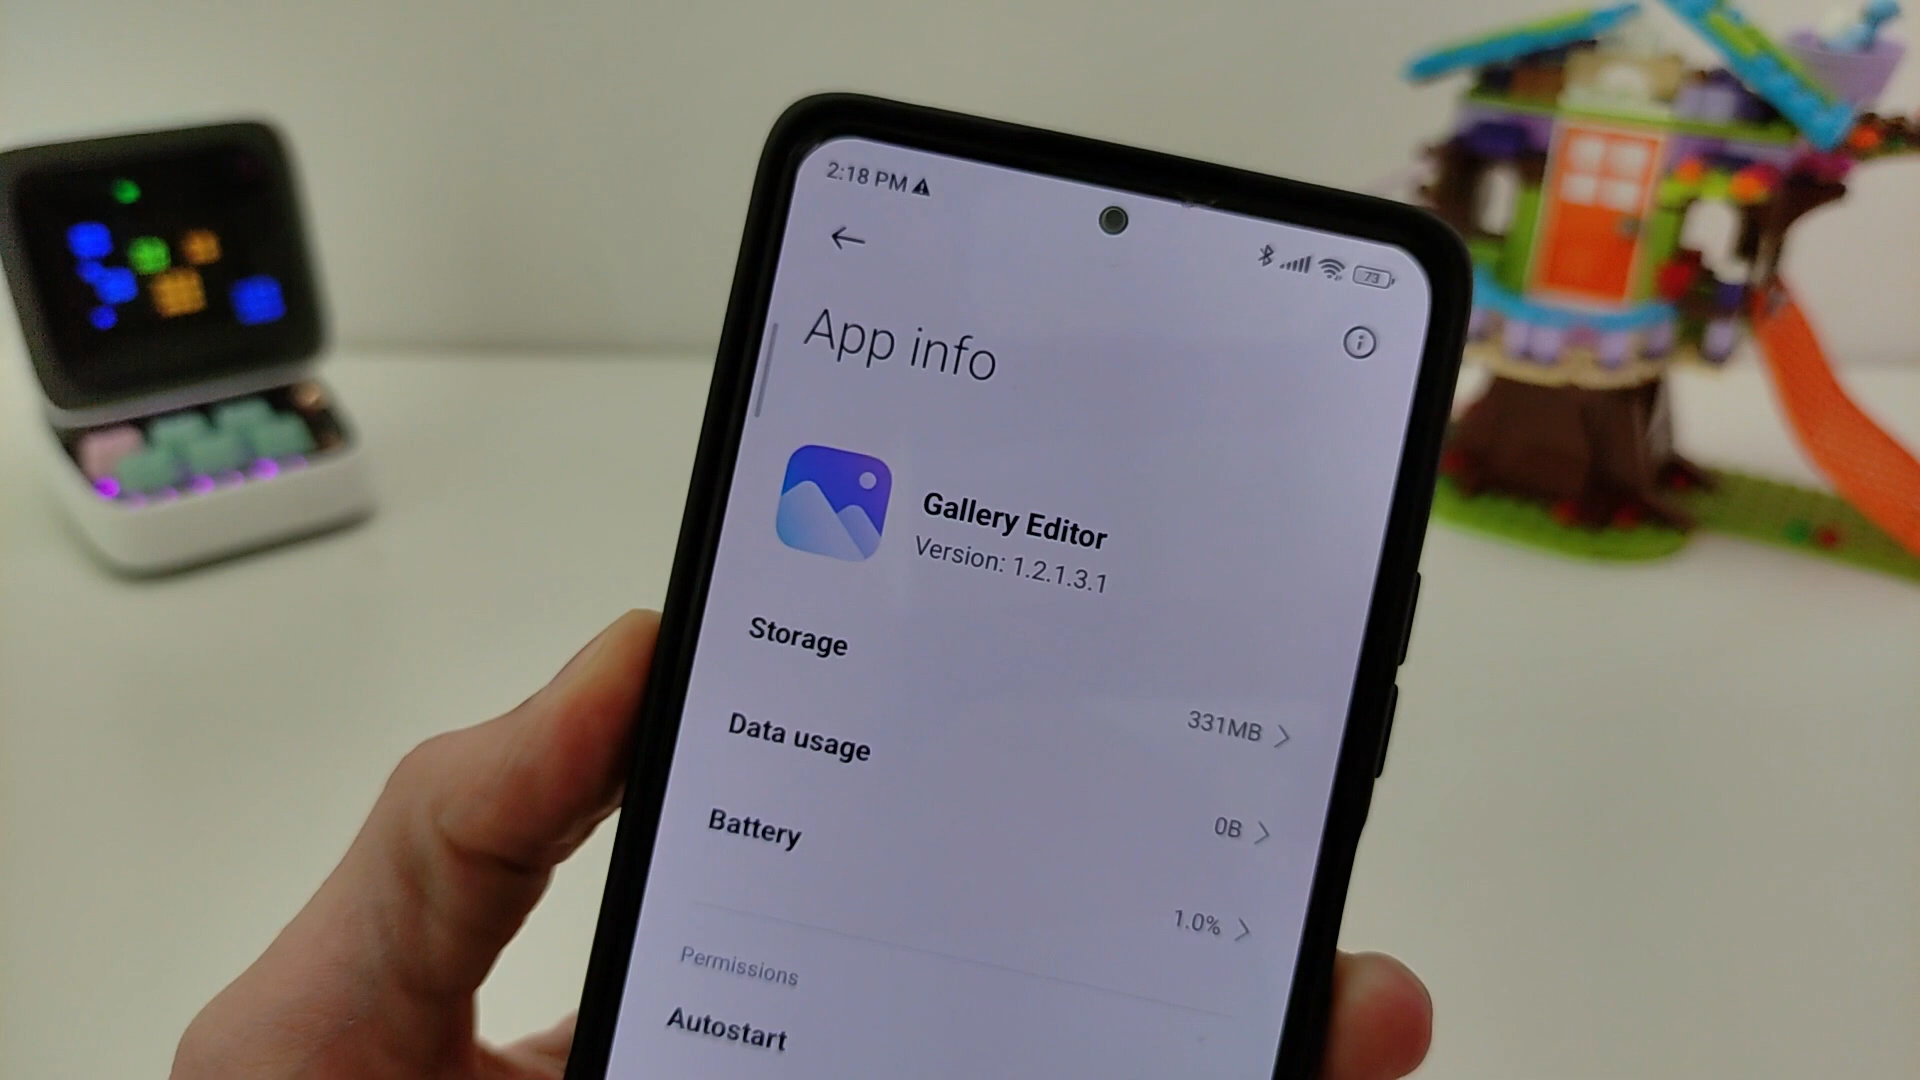 2:18 PM
73
App info
Gallery Editor
Version: 1.2.1.3.1
Storage
331MB
Data usage
0B
Battery
1.0%
Permissions
Autostart